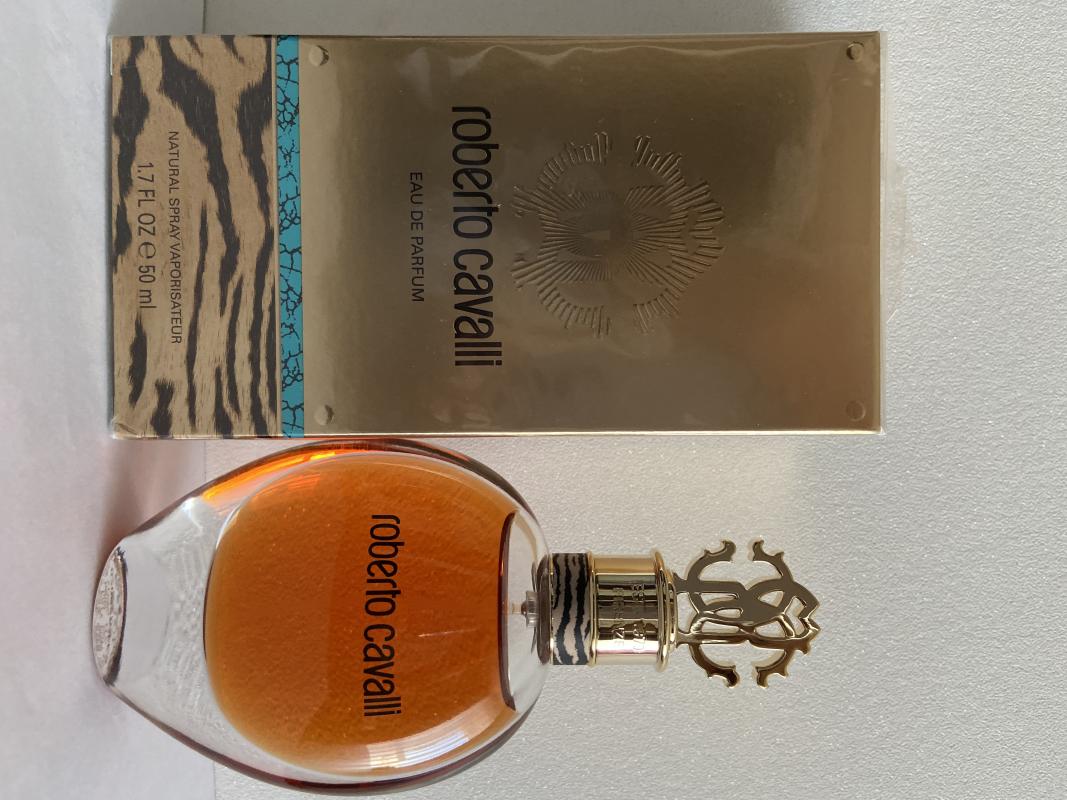 roberto cavalli
EAU DE PARFUM
NATURAL SPRAY VAPORISATEUR
1.7 FL OZ ℮ 50 ml
roberto cavalli